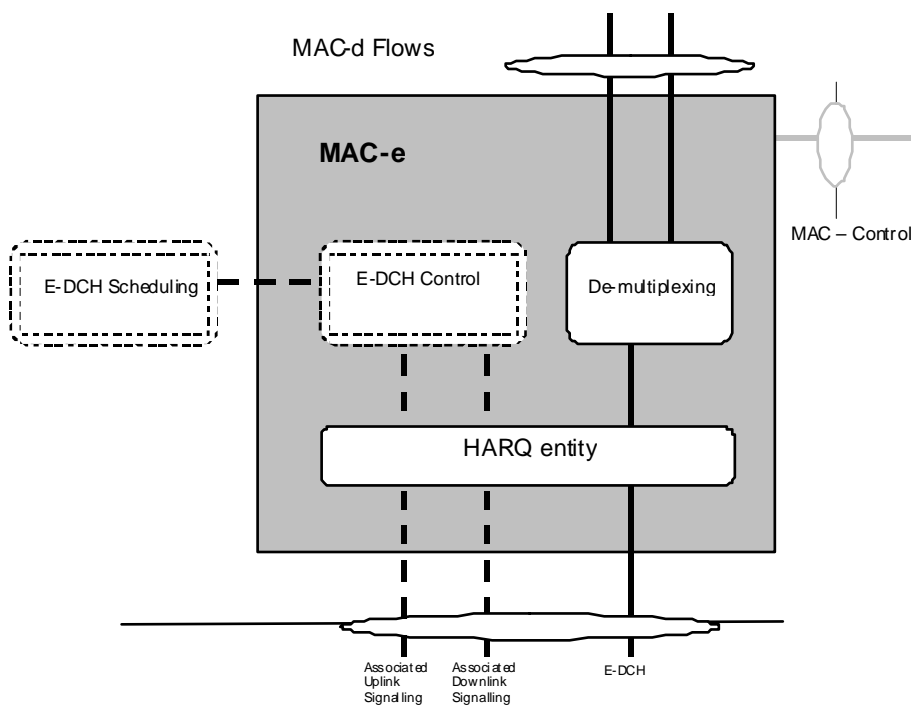 MAC-d Flows
MAC-e
MAC – Control
E-DCH Scheduling
E-DCH Control
De-multiplexing
HARQ entity
Associated
Uplink
Signalling
Associated
Downlink
Signalling
E-DCH